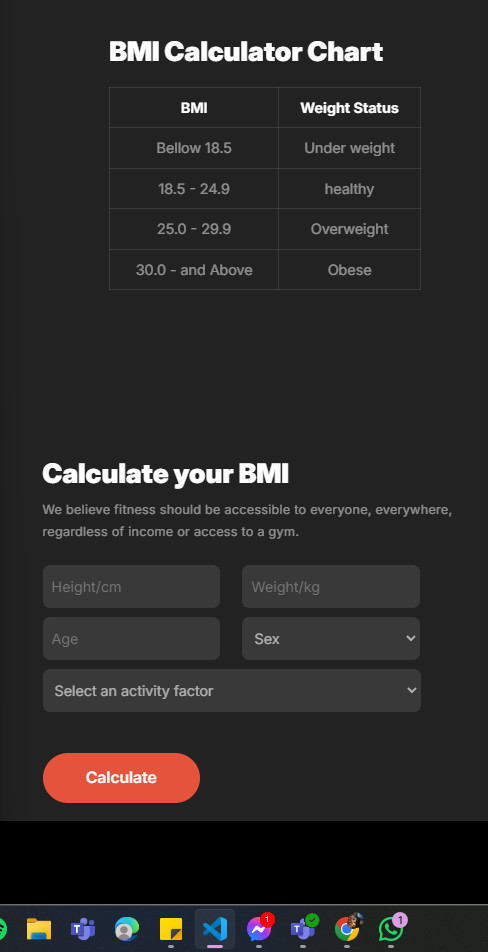 BMI Calculator Chart
BMI Weight Status
Bellow 18.5 Under weight
18.5 - 24.9 healthy
25.0 - 29.9 Overweight
30.0 - and Above Obese
Calculate your BMI
We believe fitness should be accessible to everyone, everywhere,
regardless of income or access to a gym.
Height/cm Weight/kg
Age Sex
Select an activity factor
Calculate
1 1